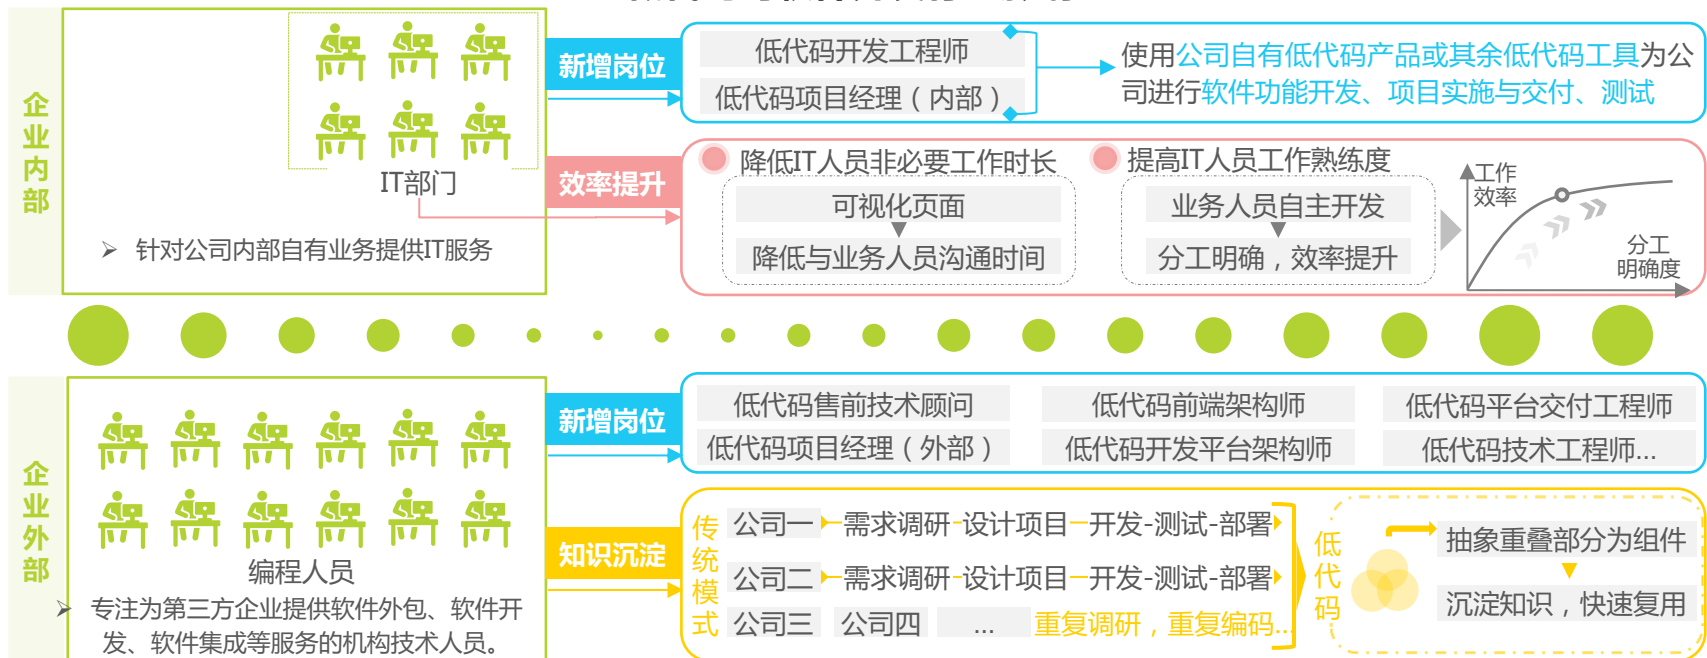 企业内部
IT部门
➢ 针对公司内部自有业务提供IT服务
新增岗位
低代码开发工程师
低代码项目经理（内部）
使用公司自有低代码产品或其余低代码工具为公
司进行软件功能开发、项目实施与交付、测试
效率提升
降低IT人员非必要工作时长
可视化页面
降低与业务人员沟通时间
提高IT人员工作熟练度
业务人员自主开发
分工明确，效率提升
工作
效率
分工
明确度
企业外部
编程人员
➢ 专注为第三方企业提供软件外包、软件开
发、软件集成等服务的机构技术人员。
新增岗位
低代码售前技术顾问
低代码前端架构师
低代码平台交付工程师
低代码项目经理（外部）
低代码开发平台架构师
低代码技术工程师...
知识沉淀
传统模式
公司一 需求调研-设计项目-开发-测试-部署
公司二 需求调研-设计项目-开发-测试-部署
公司三 公司四 ... 重复调研，重复编码...
低代码
抽象重叠部分为组件
沉淀知识，快速复用